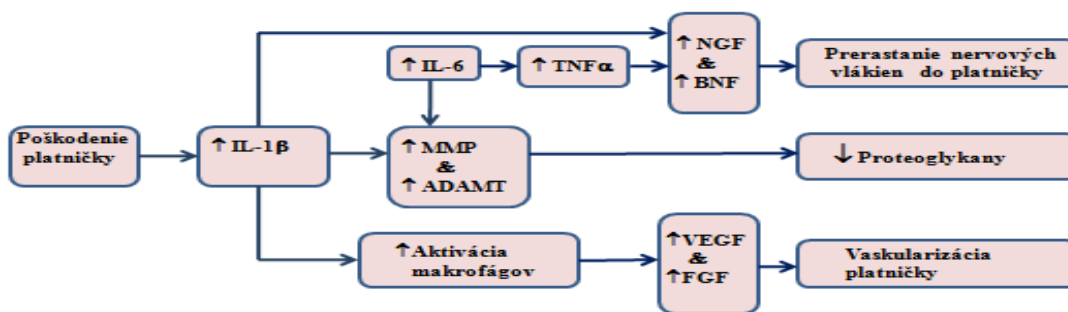 Poškodenie
platničky
↑ IL-1β
↑ IL-6
↑ TNFα
↑ NGF
&
↑ BNF
Prerastanie nervových
vlákien do platničky
↑ MMP
&
↑ ADAMT
↓ Proteoglykany
↑Aktivácia
makrofágov
↑VEGF
&
↑FGF
Vaskularizácia
platničky